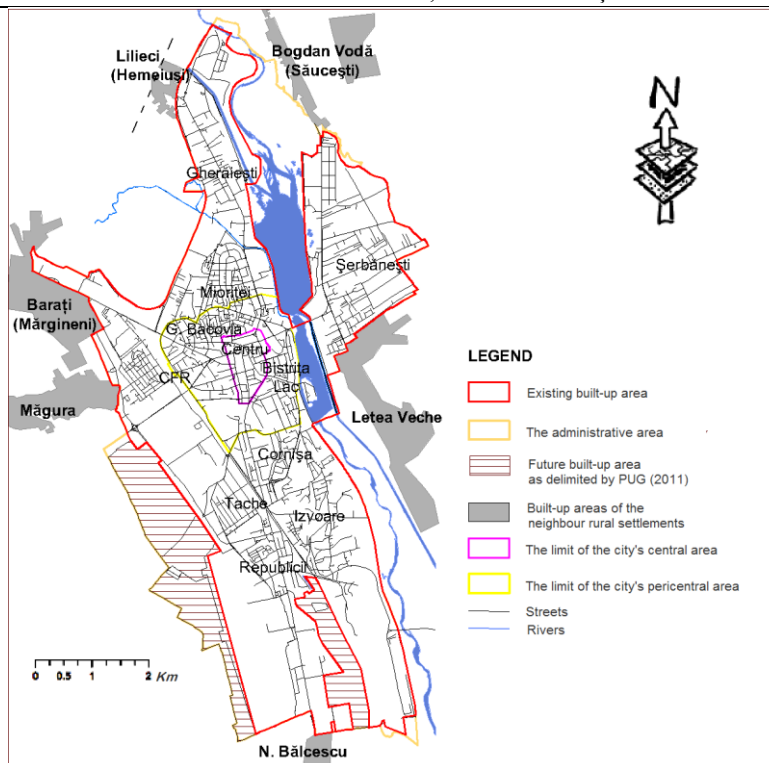 Lilieci
(Hemeiuși)
Bogdan Vodă
(Săucești)
N
Gherăiești
Șerbănești
Barați
(Mărgineni)
Miorița
G. Bacovia
Centru
CFR
Bistrița
Lac
Măgura
Letea Veche
Cornișa
Tache
Izvoare
Republicii
N. Bălcescu
0 0.5 1 2 Km
LEGEND
Existing built-up area
The administrative area
Future built-up area
as delimited by PUG (2011)
Built-up areas of the
neighbour rural settlements
The limit of the city's central area
The limit of the city's pericentral area
Streets
Rivers